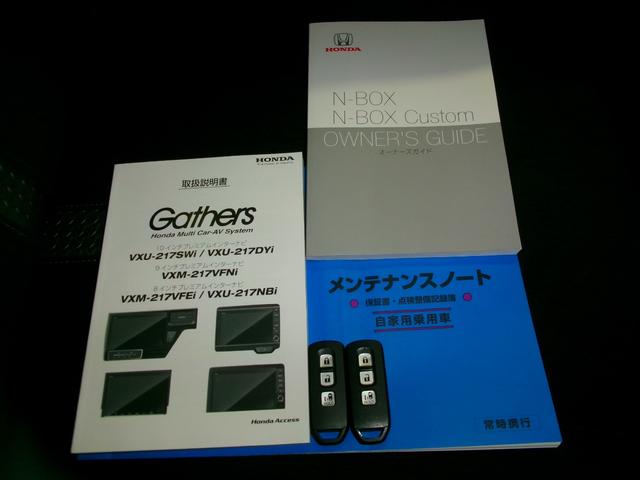 HONDA
N-BOX
N-BOX Custom
OWNER'S GUIDE
オーナーズガイド
HONDA
取扱説明書
Gathers
Honda Multi Car-AV System
10インチプレミアムインターナビ
VXU-217SWi / VXU-217DYi
9インチプレミアムインターナビ
VXM-217VFNi
8インチプレミアムインターナビ
VXM-217VFEi / VXU-217NBi
Honda Access
メンテナンスノート
保証書・点検整備記録簿
自家用乗用車
常時携行